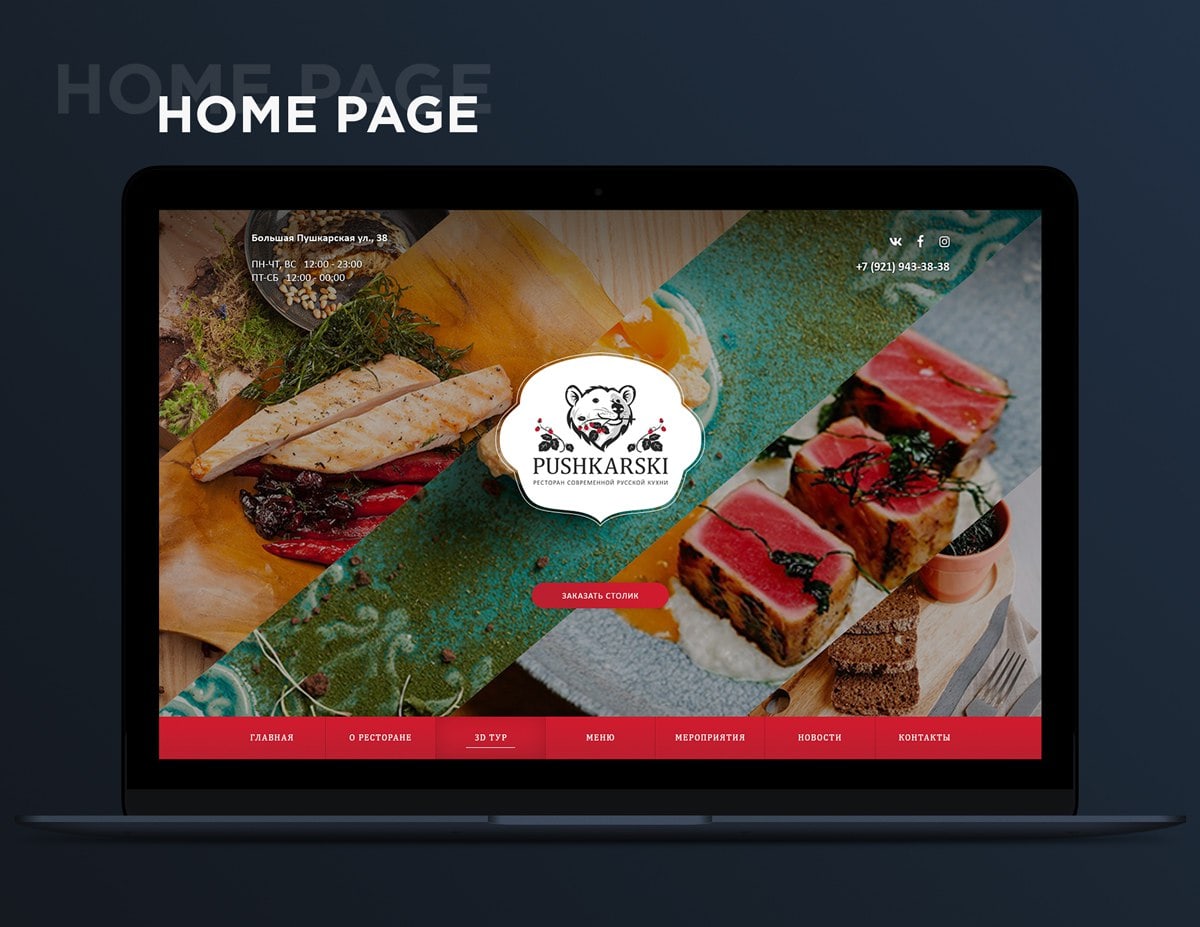 HOME PAGE
HOME PAGE
Большая Пушкарская ул., 38
ПН-ЧТ, ВС 12:00 - 23:00
ПТ-СБ 12:00 - 00:00
+7 (921) 943-38-38
PUSHKARSKI
РЕСТОРАН СОВРЕМЕННОЙ РУССКОЙ КУХНИ
ЗАКАЗАТЬ СТОЛИК
ГЛАВНАЯ
О РЕСТОРАНЕ
3D ТУР
МЕНЮ
МЕРОПРИЯТИЯ
НОВОСТИ
КОНТАКТЫ